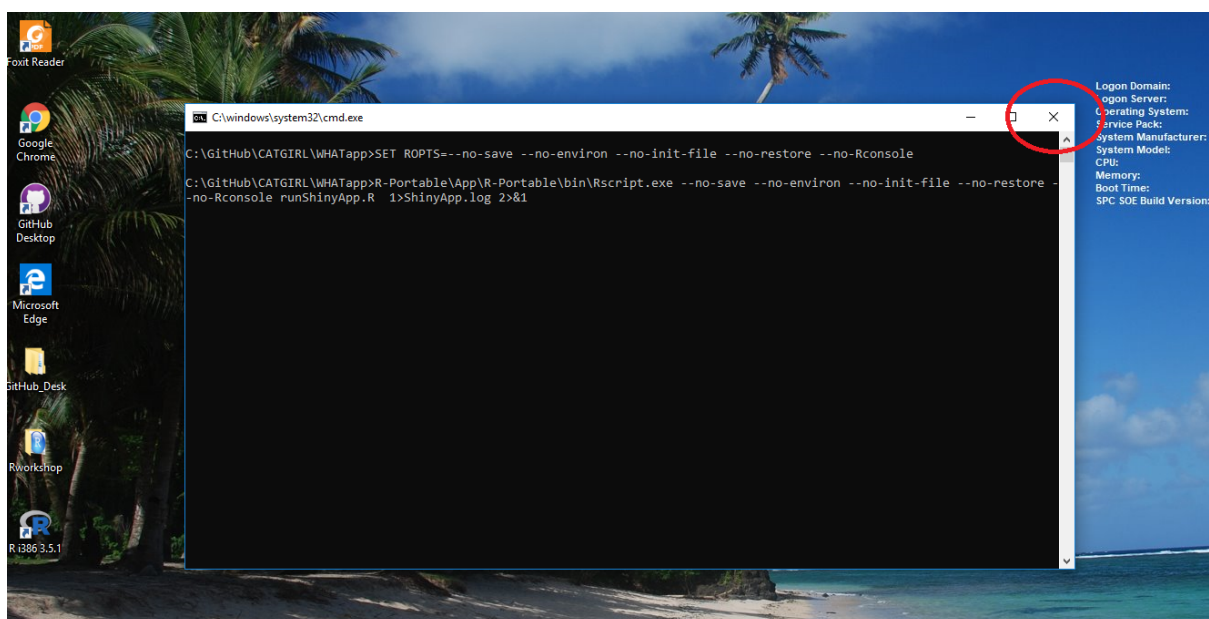 Foxit Reader
Google
Chrome
GitHub
Desktop
Microsoft
Edge
GitHub_Desk
Rworkshop
R i386 3.5.1
C:\windows\system32\cmd.exe
C:\GitHub\CATGIRL\WHATapp>SET ROPTS=--no-save --no-environ --no-init-file --no-restore --no-Rconsole
C:\GitHub\CATGIRL\WHATapp>R-Portable\App\R-Portable\bin\Rscript.exe --no-save --no-environ --no-init-file --no-restore -
-no-Rconsole runShinyApp.R  1>ShinyApp.log 2>&1
Logon Domain:
Logon Server:
Operating System:
Service Pack:
System Manufacturer:
System Model:
CPU:
Memory:
Boot Time:
SPC SOE Build Version: